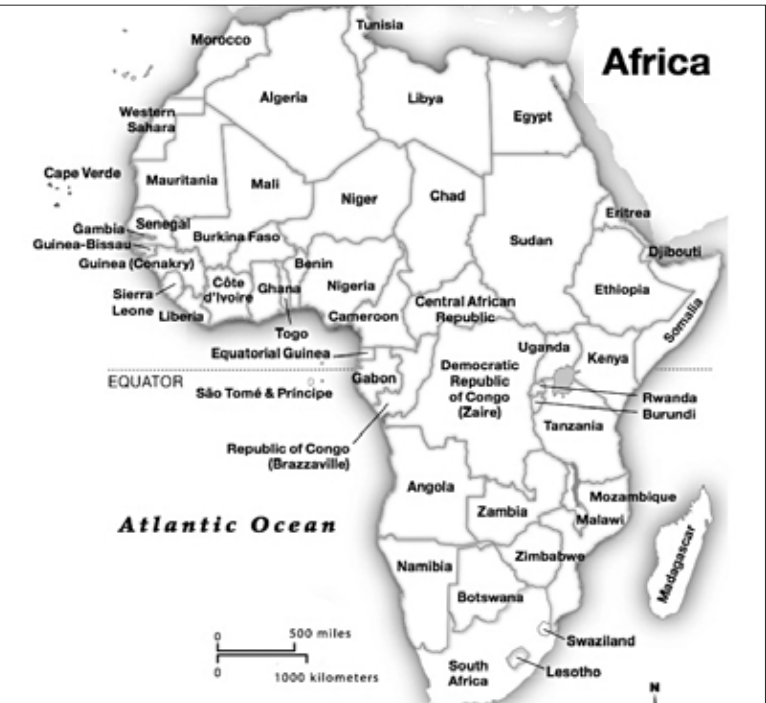 Africa
Tunisia
Morocco
Algeria
Libya
Egypt
Western
Sahara
Cape Verde
Mauritania
Mali
Niger
Chad
Sudan
Eritrea
Djibouti
Senegal
Gambia
Guinea-Bissau
Burkina Faso
Guinea (Conakry)
Benin
Nigeria
Ethiopia
Somalia
Sierra
Leone
Liberia
Côte
d'Ivoire
Ghana
Togo
Cameroon
Central African
Republic
Equatorial Guinea
Uganda
Kenya
EQUATOR
São Tomé & Príncipe
Gabon
Democratic
Republic
of Congo
(Zaire)
Rwanda
Burundi
Tanzania
Republic of Congo
(Brazzaville)
Angola
Zambia
Mozambique
Malawi
Atlantic Ocean
Madagascar
Namibia
Zimbabwe
Botswana
Swaziland
Lesotho
South
Africa
0 500 miles
0 1000 kilometers
N